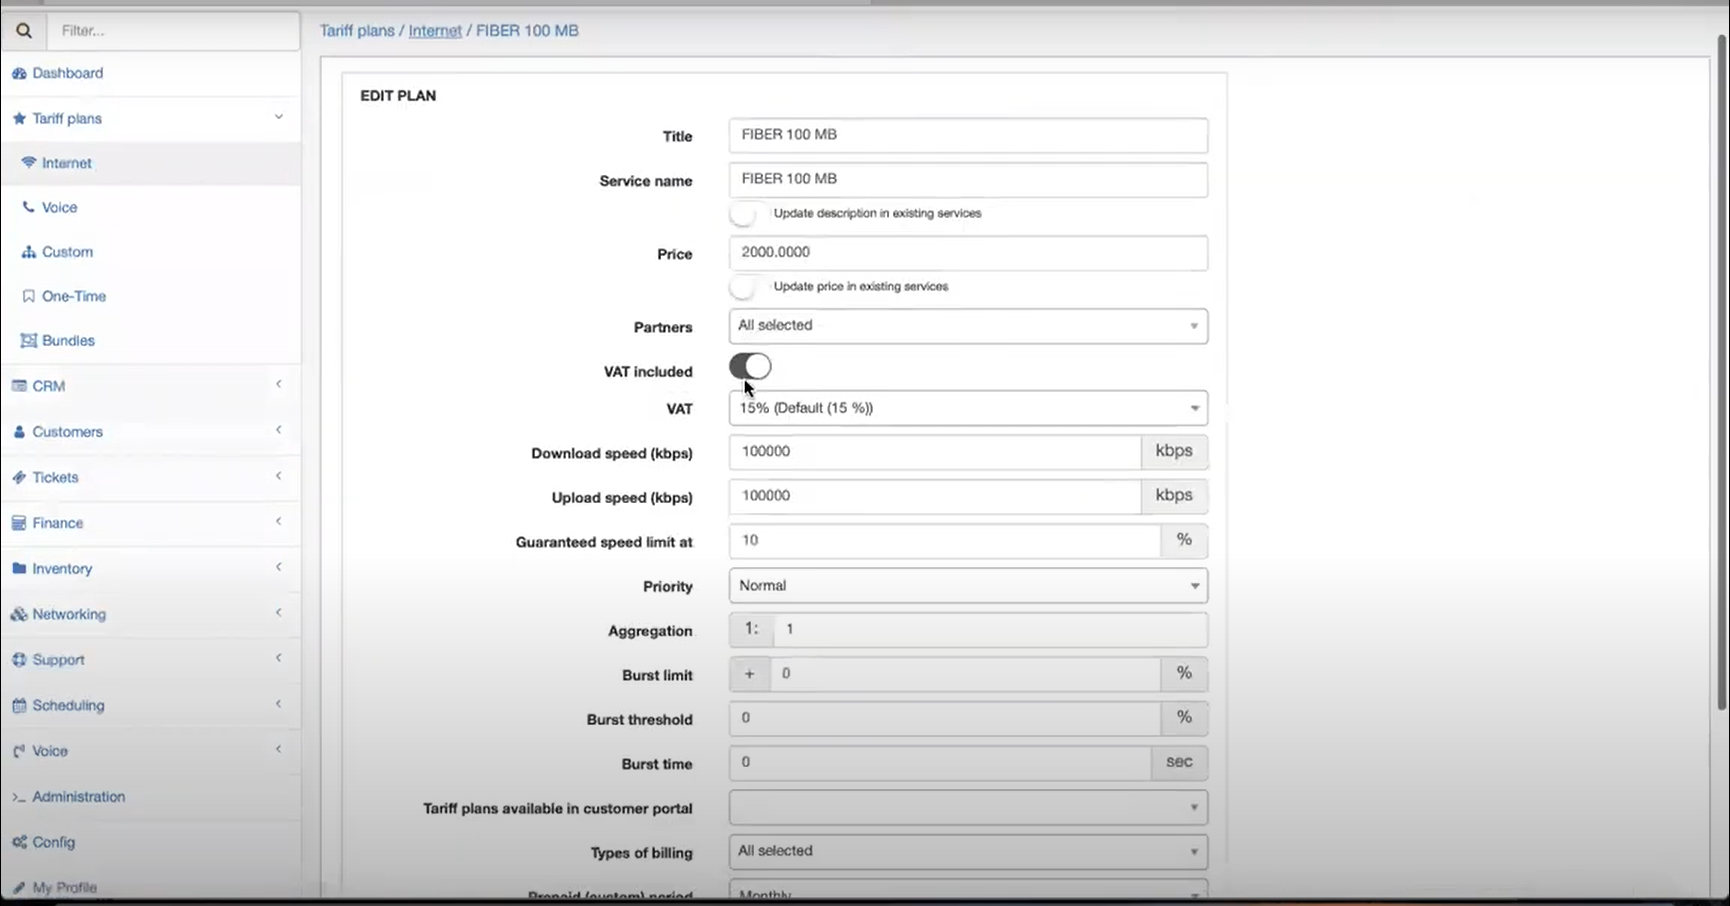 Filter...
Tariff plans / Internet / FIBER 100 MB
Dashboard
Tariff plans
Internet
Voice
Custom
One-Time
Bundles
CRM
Customers
Tickets
Finance
Inventory
Networking
Support
Scheduling
Voice
Administration
Config
My Profile
EDIT PLAN
Title FIBER 100 MB
Service name FIBER 100 MB
Update description in existing services
Price 2000.0000
Update price in existing services
Partners All selected
VAT included
VAT 15% (Default (15 %))
Download speed (kbps) 100000 kbps
Upload speed (kbps) 100000 kbps
Guaranteed speed limit at 10 %
Priority Normal
Aggregation 1: 1
Burst limit + 0 %
Burst threshold 0 %
Burst time 0 sec
Tariff plans available in customer portal
Types of billing All selected
Prepaid (custom) period Monthly